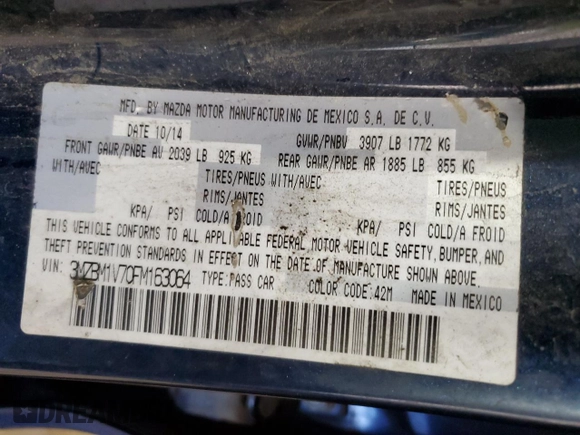 MFD. BY MAZDA MOTOR MANUFACTURING DE MEXICO S.A. DE C.V.
DATE 10/14 GVWR/PNBV 3907 LB 1772 KG
FRONT GAWR/PNBE AV 2039 LB 925 KG REAR GAWR/PNBE AR 1885 LB 855 KG
WITH/AVEC TIRES/PNEUS WITH/AVEC TIRES/PNEUS
RIMS/JANTES RIMS/JANTES
KPA/ PSI COLD/A FROID KPA/ PSI COLD/A FROID
THIS VEHICLE CONFORMS TO ALL APPLICABLE FEDERAL MOTOR VEHICLE SAFETY, BUMPER, AND
THEFT PREVENTION STANDARDS IN EFFECT ON THE DATE OF MANUFACTURE SHOWN ABOVE.
VIN: 3MZBM1V70FM163064 TYPE:PASS CAR COLOR CODE:42M MADE IN MEXICO